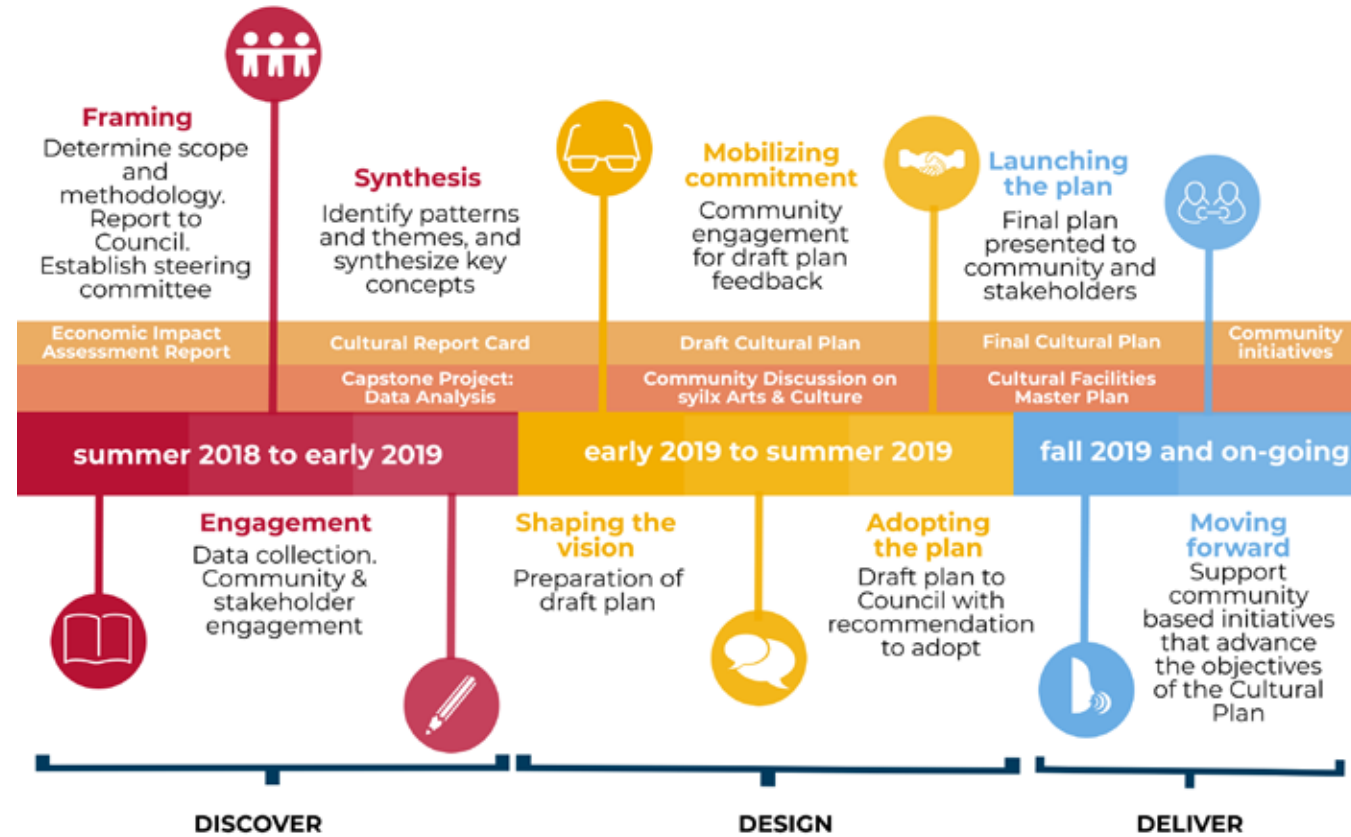 Framing
Determine scope
and
methodology.
Report to
Council.
Establish steering
committee
Synthesis
Identify patterns
and themes, and
synthesize key
concepts
Mobilizing
commitment
Community
engagement
for draft plan
feedback
Launching
the plan
Final plan
presented to
community and
stakeholders
Economic Impact
Assessment Report
Cultural Report Card
Draft Cultural Plan
Final Cultural Plan
Community
initiatives
Capstone Project:
Data Analysis
Community Discussion on
syilx Arts & Culture
Cultural Facilities
Master Plan
summer 2018 to early 2019
early 2019 to summer 2019
fall 2019 and on-going
Engagement
Data collection.
Community &
stakeholder
engagement
Shaping the
vision
Preparation of
draft plan
Adopting
the plan
Draft plan to
Council with
recommendation
to adopt
Moving
forward
Support
community
based initiatives
that advance
the objectives
of the Cultural
Plan
DISCOVER
DESIGN
DELIVER